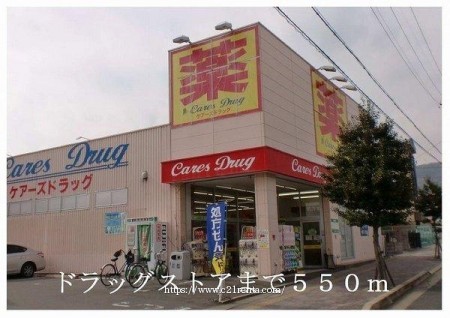 薬
Cares Drug
ケアーズドラッグ
薬
Cares Drug
ケアーズドラッグ
Cares Drug
処方せん
ドラッグストアまで550m
https://www.c21renta.com/